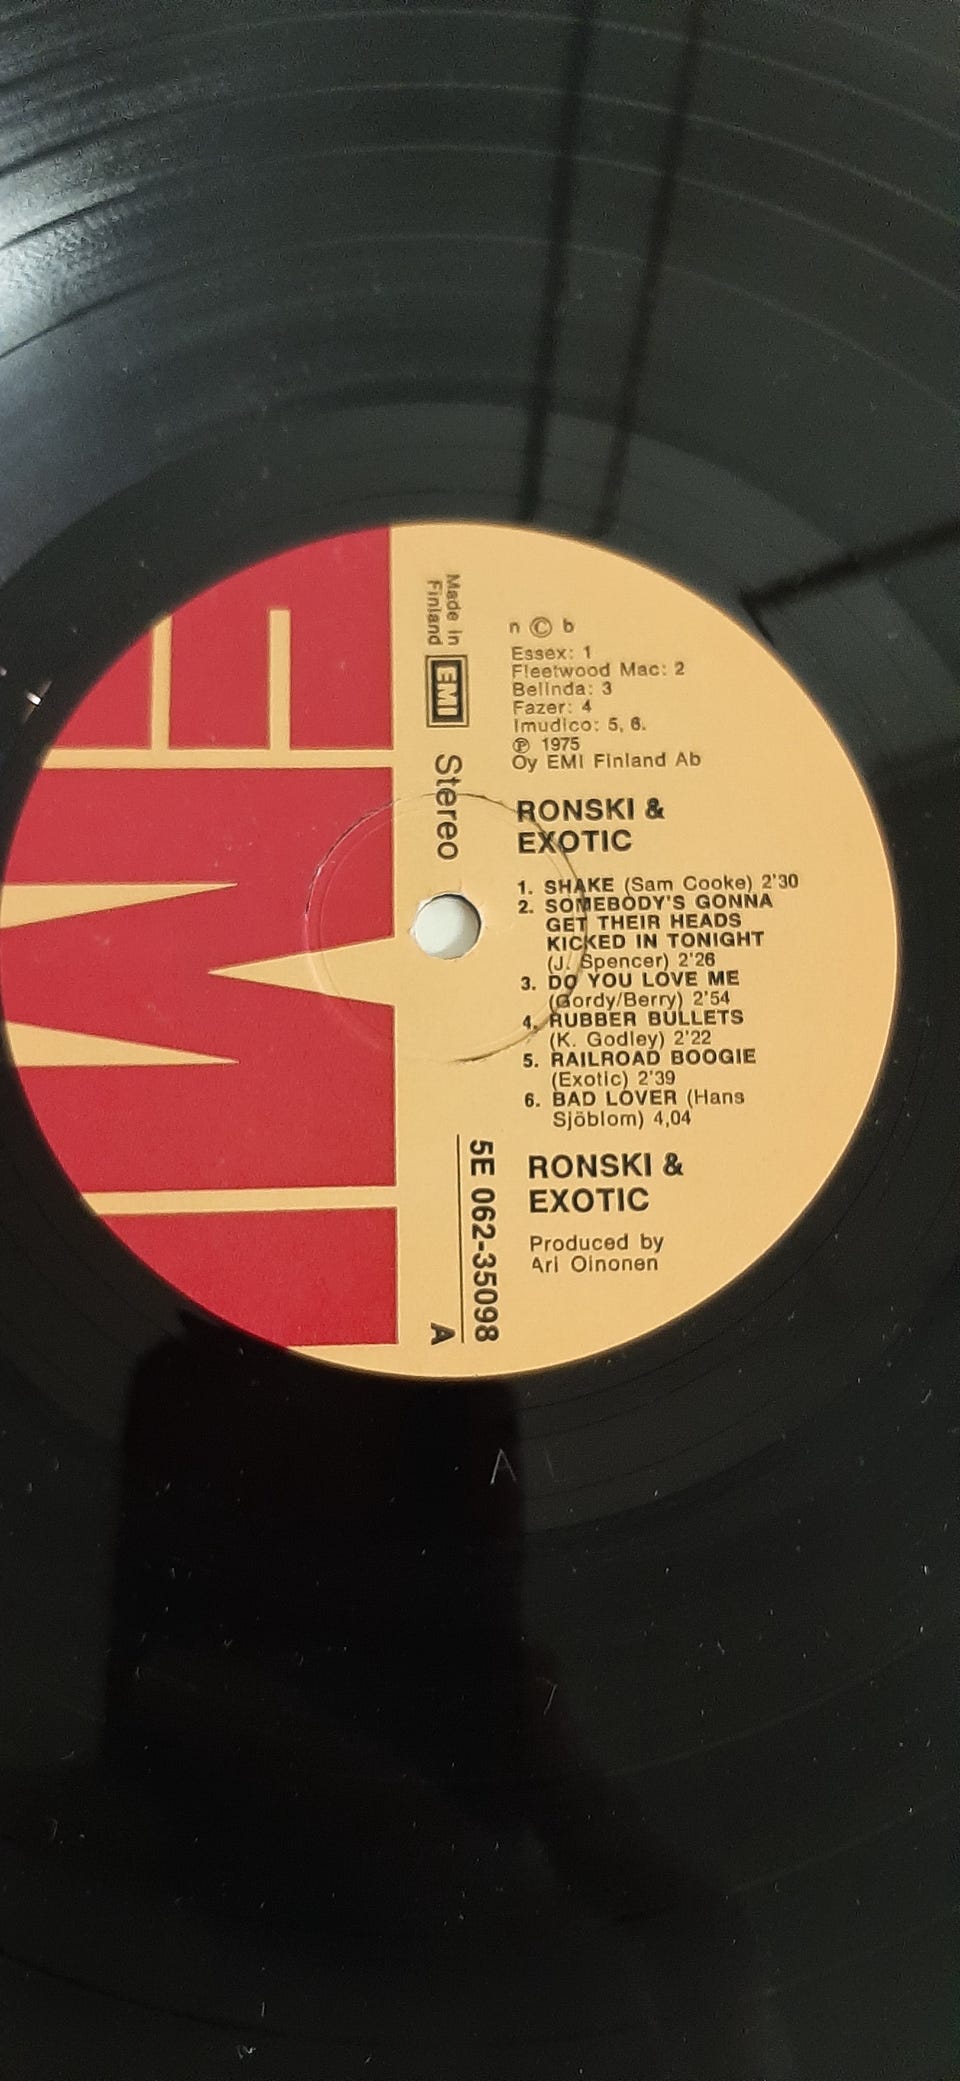 n © b
Essex: 1
Fleetwood Mac: 2
Belinda: 3
Fazer: 4
Imudico: 5, 6.
℗ 1975
Oy EMI Finland Ab
RONSKI &
EXOTIC
1. SHAKE (Sam Cooke) 2'30
2. SOMEBODY'S GONNA
GET THEIR HEADS
KICKED IN TONIGHT
(J. Spencer) 2'26
3. DO YOU LOVE ME
(Gordy/Berry) 2'54
4. RUBBER BULLETS
(K. Godley) 2'22
5. RAILROAD BOOGIE
(Exotic) 2'39
6. BAD LOVER (Hans
Sjöblom) 4,04
RONSKI &
EXOTIC
Produced by
Ari Oinonen
Made in
Finland
EMI
Stereo
5E 062-35098
A
EMI
A